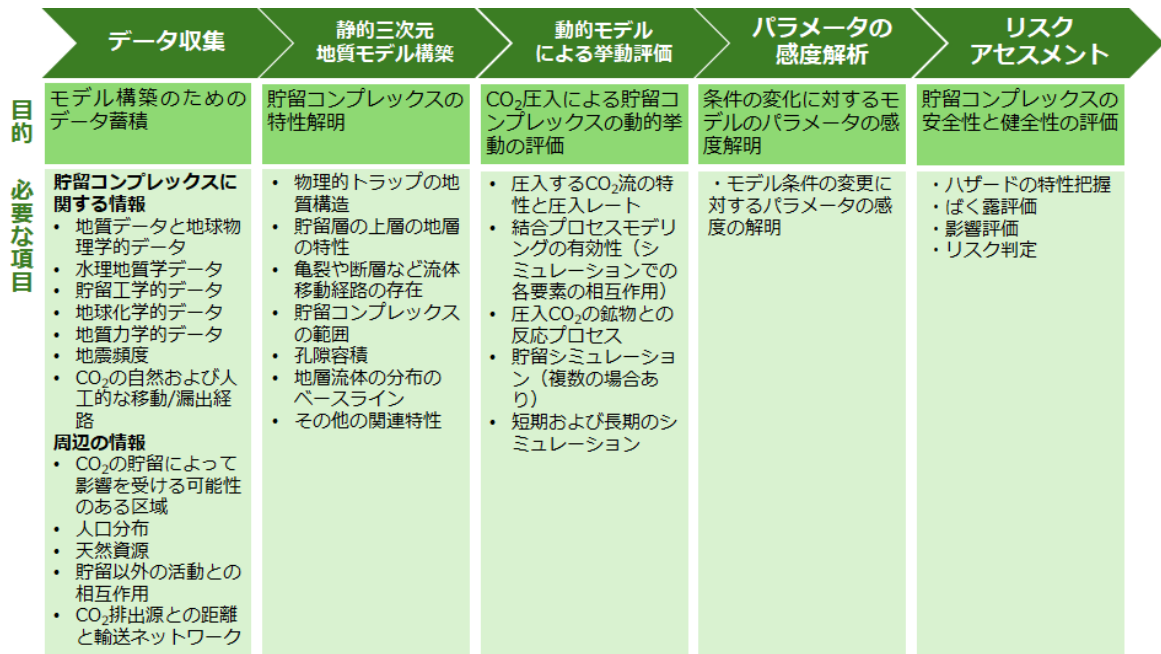 データ収集
静的三次元
地質モデル構築
動的モデル
による挙動評価
パラメータの
感度解析
リスク
アセスメント
目的
モデル構築のための
データ蓄積
貯留コンプレックスの
特性解明
CO₂圧入による貯留コ
ンプレックスの動的挙
動の評価
条件の変化に対するモ
デルのパラメータの感
度解明
貯留コンプレックスの
安全性と健全性の評価
必要な項目
貯留コンプレックスに
関する情報
• 地質データと地球物
理学的データ
• 水理地質学データ
• 貯留工学的データ
• 地球化学的データ
• 地質力学的データ
• 地震頻度
• CO₂の自然および人
工的な移動/漏出経
路
周辺の情報
• CO₂の貯留によって
影響を受ける可能性
のある区域
• 人口分布
• 天然資源
• 貯留以外の活動との
相互作用
• CO₂排出源との距離
と輸送ネットワーク
• 物理的トラップの地
質構造
• 貯留層の上層の地層
の特性
• 亀裂や断層など流体
移動経路の存在
• 貯留コンプレックス
の範囲
• 孔隙容積
• 地層流体の分布の
ベースライン
• その他の関連特性
• 圧入するCO₂流の特
性と圧入レート
• 結合プロセスモデリ
ングの有効性（シ
ミュレーションでの
各要素の相互作用）
• 圧入CO₂の鉱物との
反応プロセス
• 貯留シミュレーショ
ン（複数の場合あ
り）
• 短期および長期のシ
ミュレーション
・モデル条件の変更に
対するパラメータの感
度の解明
・ハザードの特性把握
・ばく露評価
・影響評価
・リスク判定